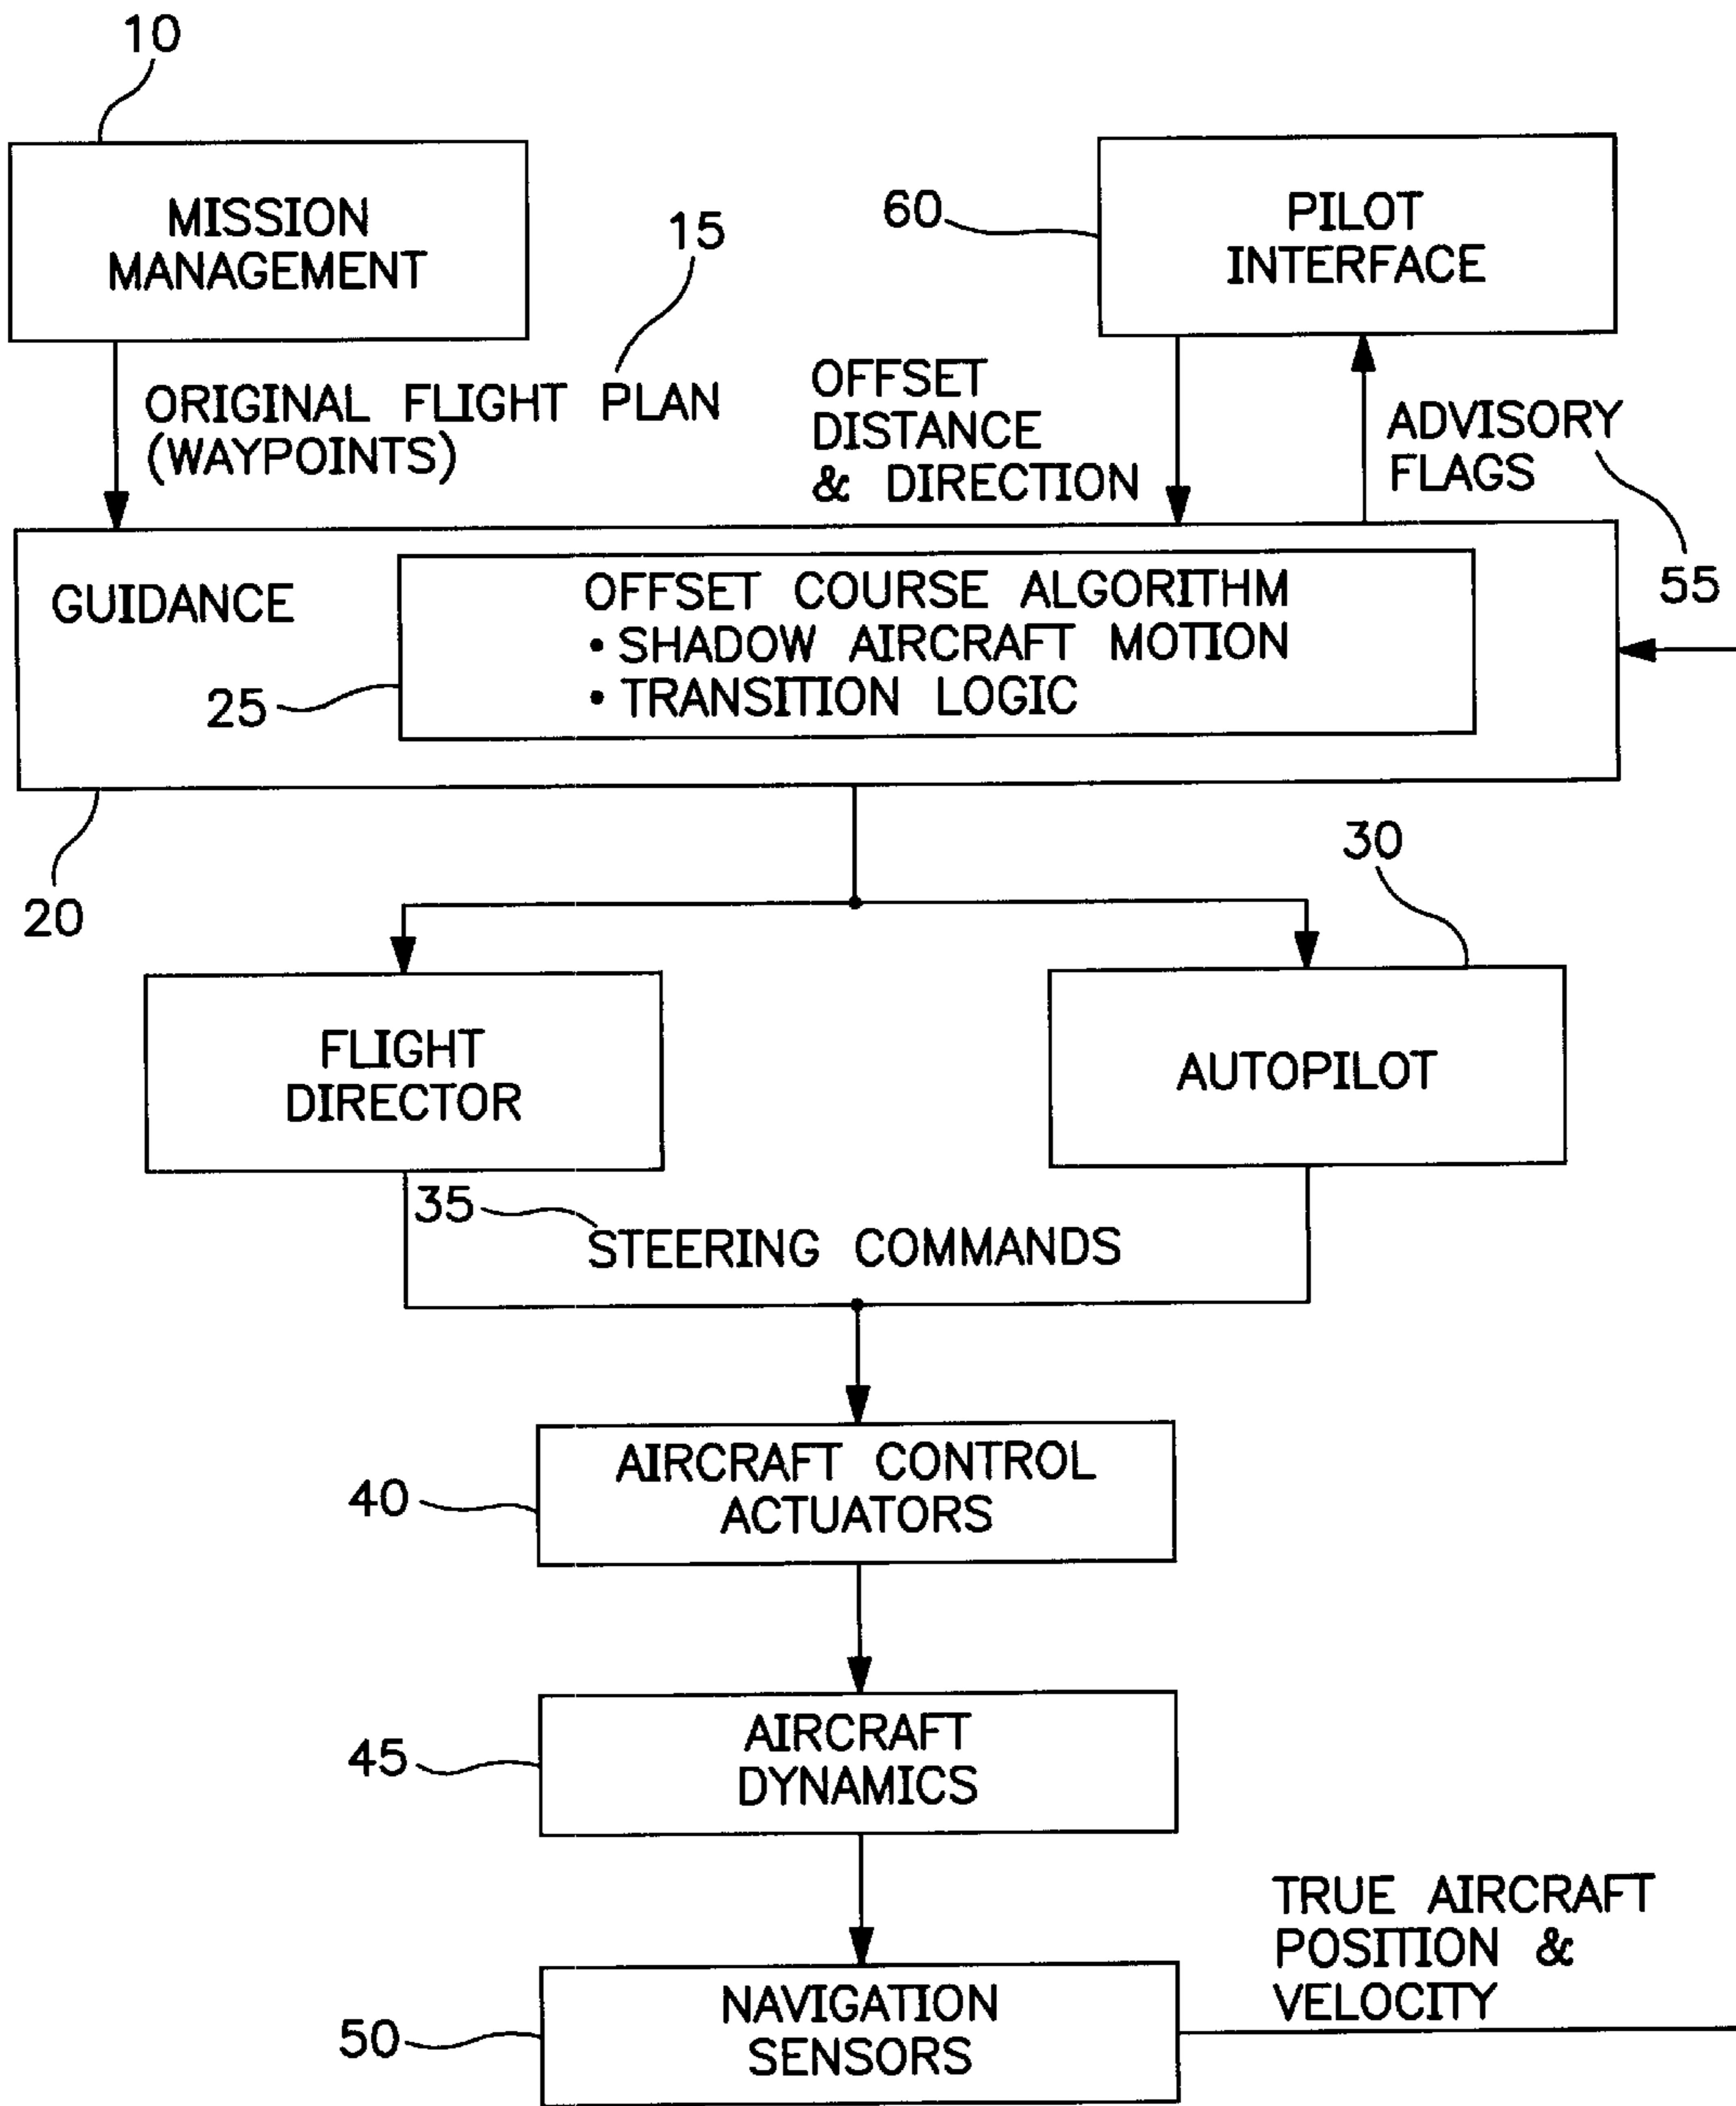 10
MISSION
MANAGEMENT
15
60
PILOT
INTERFACE
ORIGINAL FLIGHT PLAN
(WAYPOINTS)
OFFSET
DISTANCE
& DIRECTION
ADVISORY
FLAGS
55
GUIDANCE
OFFSET COURSE ALGORITHM
• SHADOW AIRCRAFT MOTION
• TRANSITION LOGIC
25
20
30
FLIGHT
DIRECTOR
AUTOPILOT
35
STEERING COMMANDS
AIRCRAFT CONTROL
ACTUATORS
40
AIRCRAFT
DYNAMICS
45
TRUE AIRCRAFT
POSITION &
VELOCITY
NAVIGATION
SENSORS
50